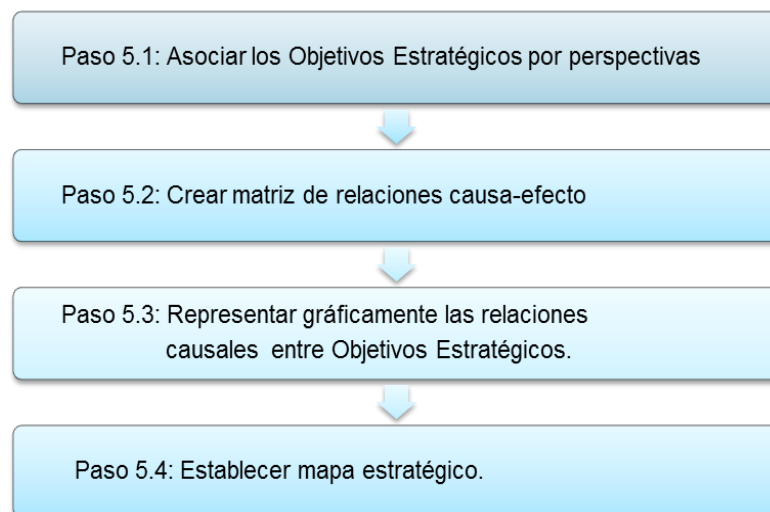 Paso 5.1: Asociar los Objetivos Estratégicos por perspectivas
Paso 5.2: Crear matriz de relaciones causa-efecto
Paso 5.3: Representar gráficamente las relaciones
causales entre Objetivos Estratégicos.
Paso 5.4: Establecer mapa estratégico.